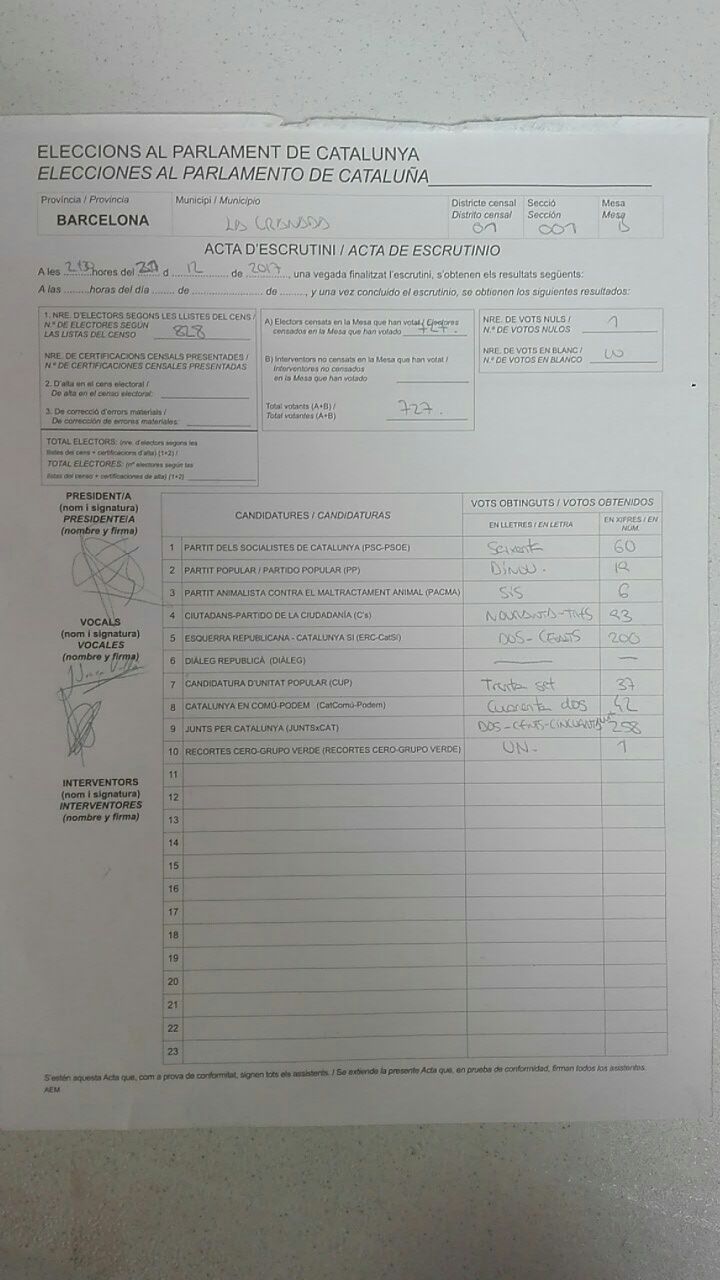 ELECCIONS AL PARLAMENT DE CATALUNYA
ELECCIONES AL PARLAMENTO DE CATALUÑA
Província / Provincia
BARCELONA
Municipi / Municipio
LA GRANADA
Districte censal
Distrito censal
01
Secció
Sección
001
Mesa
Mesa
B
ACTA D'ESCRUTINI / ACTA DE ESCRUTINIO
A les ........hores del ........ d 12 de 2017, una vegada finalitzat l'escrutini, s'obtenen els resultats següents:
A las .........horas del día ....... de ....................... de ........, y una vez concluido el escrutinio, se obtienen los siguientes resultados:
1. NRE. D'ELECTORS SEGONS LES LLISTES DEL CENS /
N.º DE ELECTORES SEGÚN
LAS LISTAS DEL CENSO 828
NRE. DE CERTIFICACIONS CENSALS PRESENTADES /
N.º DE CERTIFICACIONES CENSALES PRESENTADAS
2. D'alta en el cens electoral /
De alta en el censo electoral:
3. De correcció d'errors materials /
De corrección de errores materiales:
TOTAL ELECTORS: (nre. d'electors segons les
llistes del cens + certificacions d'alta) (1+2) /
TOTAL ELECTORES: (nº electores según las
listas del censo + certificaciones de alta) (1+2)
A) Electors censats en la Mesa que han votat / Electores
censados en la Mesa que han votado 727.
B) Interventors no censats en la Mesa que han votat /
Interventores no censados
en la Mesa que han votado
Total votants (A+B) /
Total votantes (A+B) 727.
NRE. DE VOTS NULS /
N.º DE VOTOS NULOS 1
NRE. DE VOTS EN BLANC /
N.º DE VOTOS EN BLANCO
PRESIDENT/A
(nom i signatura)
PRESIDENTE/A
(nombre y firma)
VOCALS
(nom i signatura)
VOCALES
(nombre y firma)
INTERVENTORS
(nom i signatura)
INTERVENTORES
(nombre y firma)
CANDIDATURES / CANDIDATURAS
VOTS OBTINGUTS / VOTOS OBTENIDOS
EN LLETRES / EN LETRA
EN XIFRES / EN NÚM.
1 PARTIT DELS SOCIALISTES DE CATALUNYA (PSC-PSOE) Seixanta 60
2 PARTIT POPULAR / PARTIDO POPULAR (PP) DINOU. 19
3 PARTIT ANIMALISTA CONTRA EL MALTRACTAMENT ANIMAL (PACMA) SIS 6
4 CIUTADANS-PARTIDO DE LA CIUDADANÍA (C's) NOURANTA-TRES 93
5 ESQUERRA REPUBLICANA - CATALUNYA SÍ (ERC-CatSí) DOS-CENTS 200
6 DIÀLEG REPUBLICÀ (DIÀLEG) — —
7 CANDIDATURA D'UNITAT POPULAR (CUP) Trenta set 37
8 CATALUNYA EN COMÚ-PODEM (CatComú-Podem) Cuaranta dos 42
9 JUNTS PER CATALUNYA (JUNTSxCAT) DOS-CENTS-CINCUANTA 258
10 RECORTES CERO-GRUPO VERDE (RECORTES CERO-GRUPO VERDE) UN. 1
11
12
13
14
15
16
17
18
19
20
21
22
23
S'estén aquesta Acta que, com a prova de conformitat, signen tots els assistents. / Se extiende la presente Acta que, en prueba de conformidad, firman todos los asistentes.
AEM